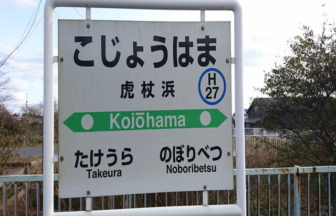 こじょうはま
虎杖浜
H
27
Kojōhama
たけうら のぼりべつ
Takeura Noboribetsu